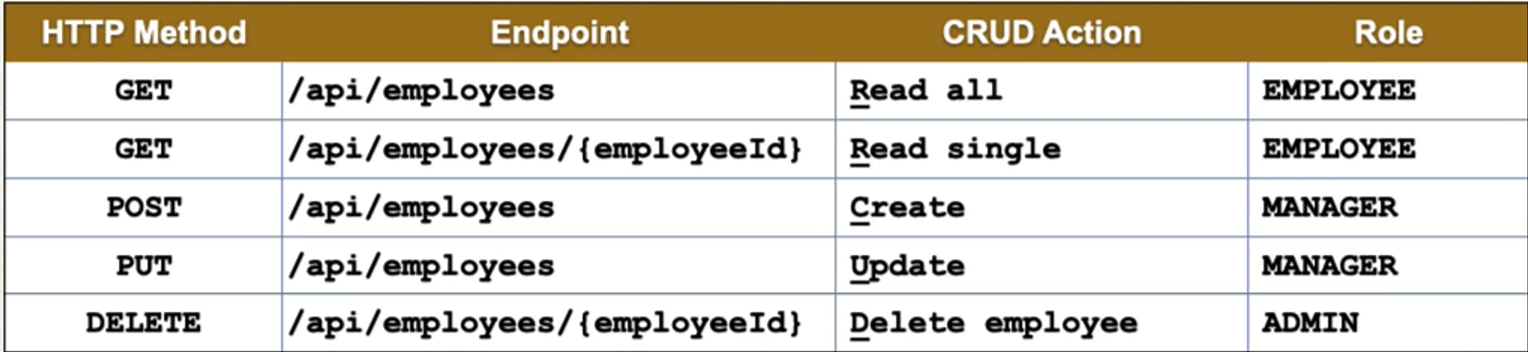 HTTP Method Endpoint CRUD Action Role
GET /api/employees Read all EMPLOYEE
GET /api/employees/{employeeId} Read single EMPLOYEE
POST /api/employees Create MANAGER
PUT /api/employees Update MANAGER
DELETE /api/employees/{employeeId} Delete employee ADMIN